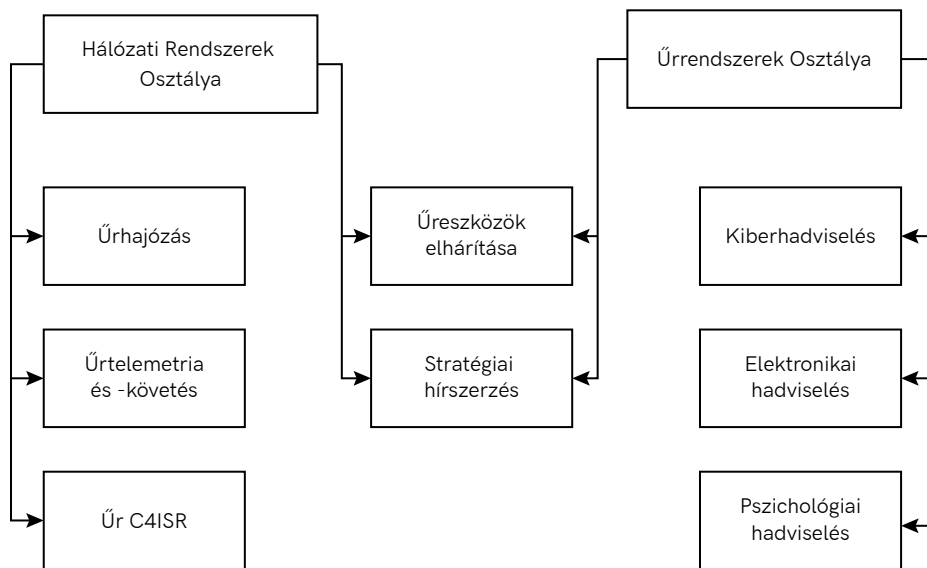 Hálózati Rendszerek
Osztálya
Űrrendszerek Osztálya
Űrhajózás
Űreszközök
elhárítása
Kiberhadviselés
Űrtelemetria
és -követés
Stratégiai
hírszerzés
Elektronikai
hadviselés
Űr C4ISR
Pszichológiai
hadviselés